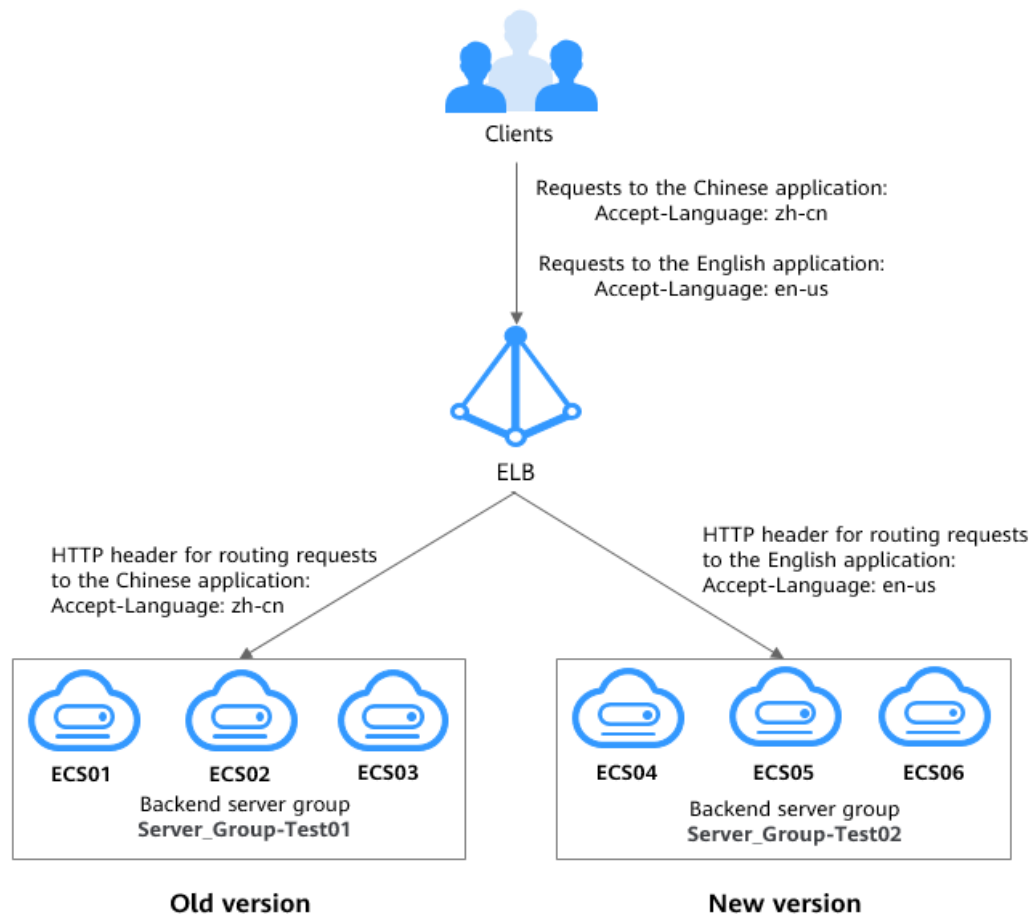 Clients
Requests to the Chinese application:
Accept-Language: zh-cn
Requests to the English application:
Accept-Language: en-us
ELB
HTTP header for routing requests
to the Chinese application:
Accept-Language: zh-cn
HTTP header for routing requests
to the English application:
Accept-Language: en-us
ECS01
ECS02
ECS03
Backend server group
Server_Group-Test01
ECS04
ECS05
ECS06
Backend server group
Server_Group-Test02
Old version
New version